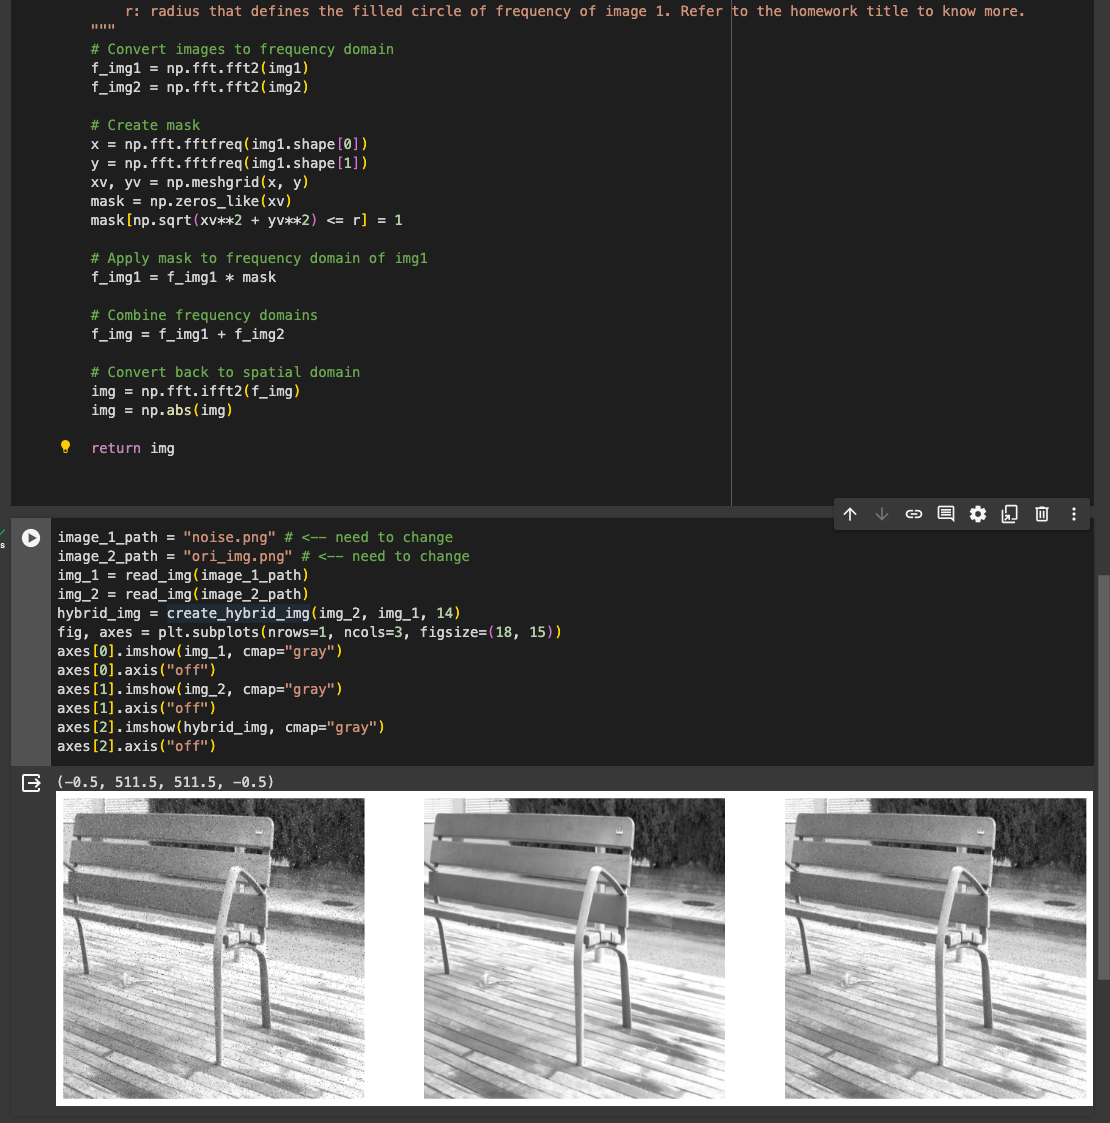 r: radius that defines the filled circle of frequency of image 1. Refer to the homework title to know more.
"""
# Convert images to frequency domain
f_img1 = np.fft.fft2(img1)
f_img2 = np.fft.fft2(img2)
# Create mask
x = np.fft.fftfreq(img1.shape[0])
y = np.fft.fftfreq(img1.shape[1])
xv, yv = np.meshgrid(x, y)
mask = np.zeros_like(xv)
mask[np.sqrt(xv**2 + yv**2) <= r] = 1
# Apply mask to frequency domain of img1
f_img1 = f_img1 * mask
# Combine frequency domains
f_img = f_img1 + f_img2
# Convert back to spatial domain
img = np.fft.ifft2(f_img)
img = np.abs(img)
return img
s
image_1_path = "noise.png" # <-- need to change
image_2_path = "ori_img.png" # <-- need to change
img_1 = read_img(image_1_path)
img_2 = read_img(image_2_path)
hybrid_img = create_hybrid_img(img_2, img_1, 14)
fig, axes = plt.subplots(nrows=1, ncols=3, figsize=(18, 15))
axes[0].imshow(img_1, cmap="gray")
axes[0].axis("off")
axes[1].imshow(img_2, cmap="gray")
axes[1].axis("off")
axes[2].imshow(hybrid_img, cmap="gray")
axes[2].axis("off")
(-0.5, 511.5, 511.5, -0.5)